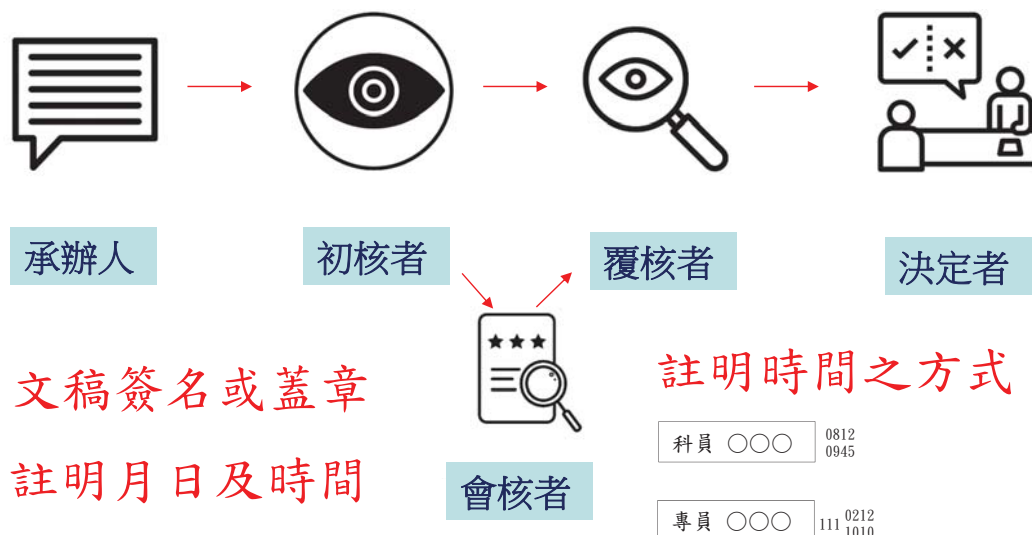 承辦人
初核者
覆核者
決定者
會核者
文稿簽名或蓋章
註明月日及時間
註明時間之方式
科員 ○○○ 0812
0945
專員 ○○○ 111 0212
1010